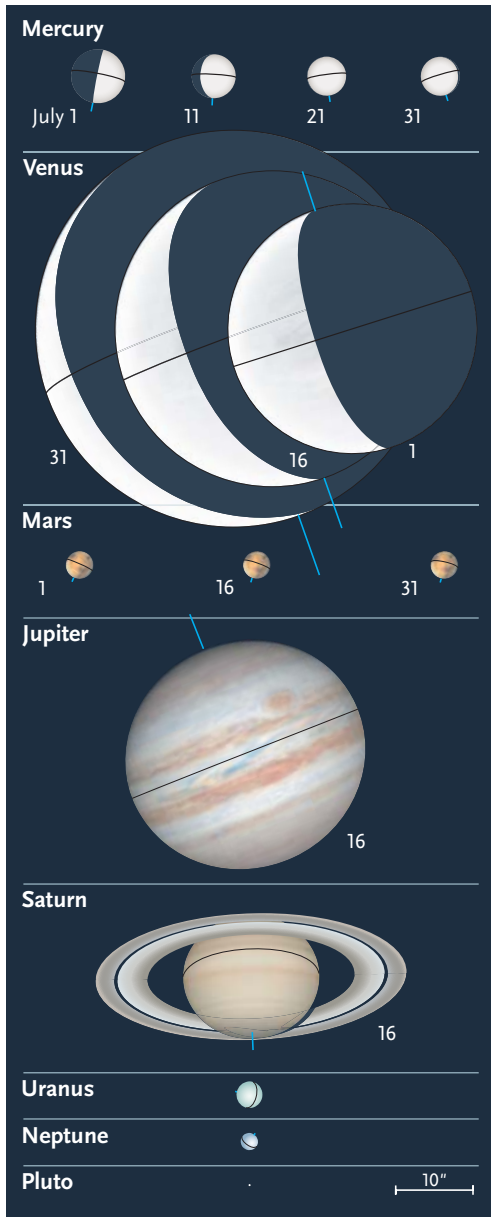 Mercury
July 1 11 21 31
Venus
31 16 1
Mars
1 16 31
Jupiter
16
Saturn
16
Uranus
Neptune
Pluto 10"